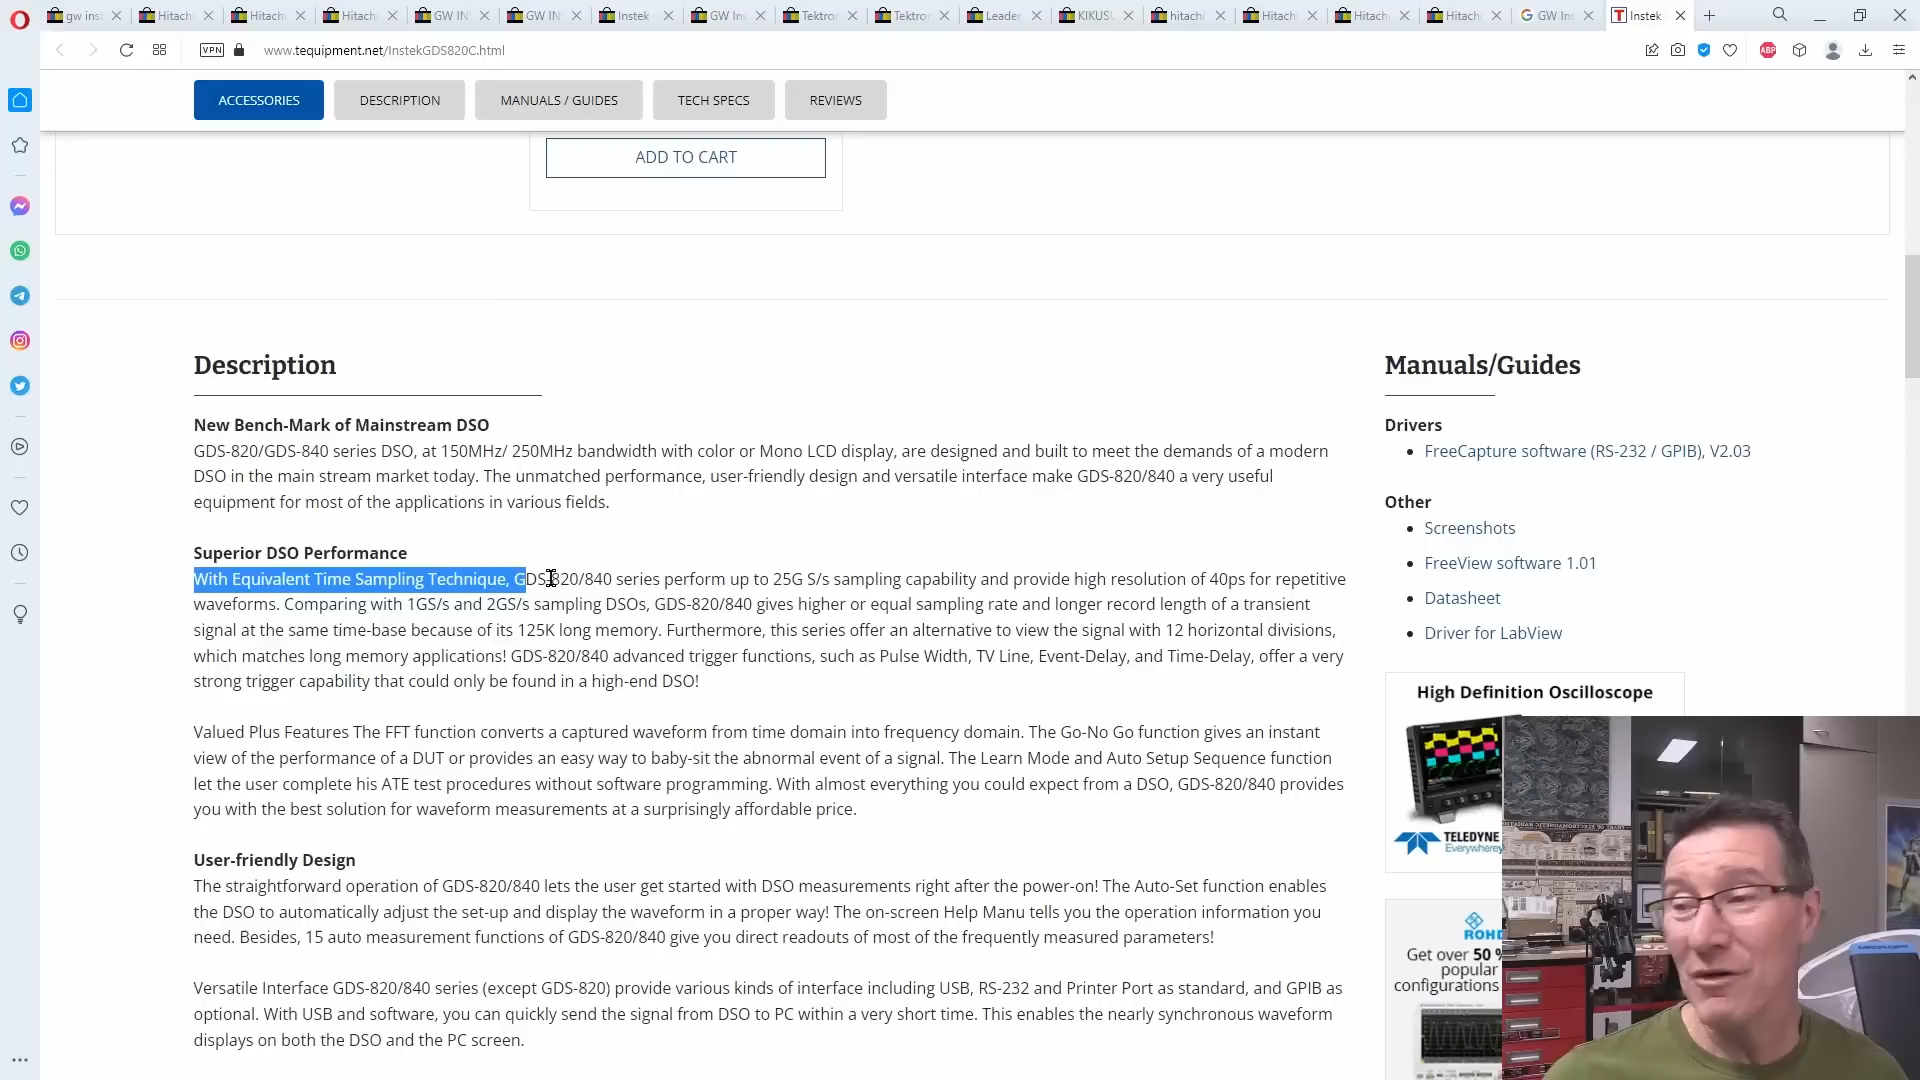 gw inst
Hitachi
Hitachi
Hitachi
GW IN
GW IN
Instek
GW Ins
Tektron
Tektron
Leader
KIKUSU
hitachi
Hitachi
Hitachi
Hitachi
GW Ins
Instek
VPN
www.tequipment.net/InstekGDS820C.html
ABP
ACCESSORIES
DESCRIPTION
MANUALS / GUIDES
TECH SPECS
REVIEWS
ADD TO CART
Description
New Bench-Mark of Mainstream DSO
GDS-820/GDS-840 series DSO, at 150MHz/ 250MHz bandwidth with color or Mono LCD display, are designed and built to meet the demands of a modern
DSO in the main stream market today. The unmatched performance, user-friendly design and versatile interface make GDS-820/840 a very useful
equipment for most of the applications in various fields.
Superior DSO Performance
With Equivalent Time Sampling Technique, GDS-820/840 series perform up to 25G S/s sampling capability and provide high resolution of 40ps for repetitive
waveforms. Comparing with 1GS/s and 2GS/s sampling DSOs, GDS-820/840 gives higher or equal sampling rate and longer record length of a transient
signal at the same time-base because of its 125K long memory. Furthermore, this series offer an alternative to view the signal with 12 horizontal divisions,
which matches long memory applications! GDS-820/840 advanced trigger functions, such as Pulse Width, TV Line, Event-Delay, and Time-Delay, offer a very
strong trigger capability that could only be found in a high-end DSO!
Valued Plus Features The FFT function converts a captured waveform from time domain into frequency domain. The Go-No Go function gives an instant
view of the performance of a DUT or provides an easy way to baby-sit the abnormal event of a signal. The Learn Mode and Auto Setup Sequence function
let the user complete his ATE test procedures without software programming. With almost everything you could expect from a DSO, GDS-820/840 provides
you with the best solution for waveform measurements at a surprisingly affordable price.
User-friendly Design
The straightforward operation of GDS-820/840 lets the user get started with DSO measurements right after the power-on! The Auto-Set function enables
the DSO to automatically adjust the set-up and display the waveform in a proper way! The on-screen Help Manu tells you the operation information you
need. Besides, 15 auto measurement functions of GDS-820/840 give you direct readouts of most of the frequently measured parameters!
Versatile Interface GDS-820/840 series (except GDS-820) provide various kinds of interface including USB, RS-232 and Printer Port as standard, and GPIB as
optional. With USB and software, you can quickly send the signal from DSO to PC within a very short time. This enables the nearly synchronous waveform
displays on both the DSO and the PC screen.
Manuals/Guides
Drivers
FreeCapture software (RS-232 / GPIB), V2.03
Other
Screenshots
FreeView software 1.01
Datasheet
Driver for LabView
High Definition Oscilloscope
TELEDYNE
Everywhere
ROHD
Get over 50 %
popular
configurations